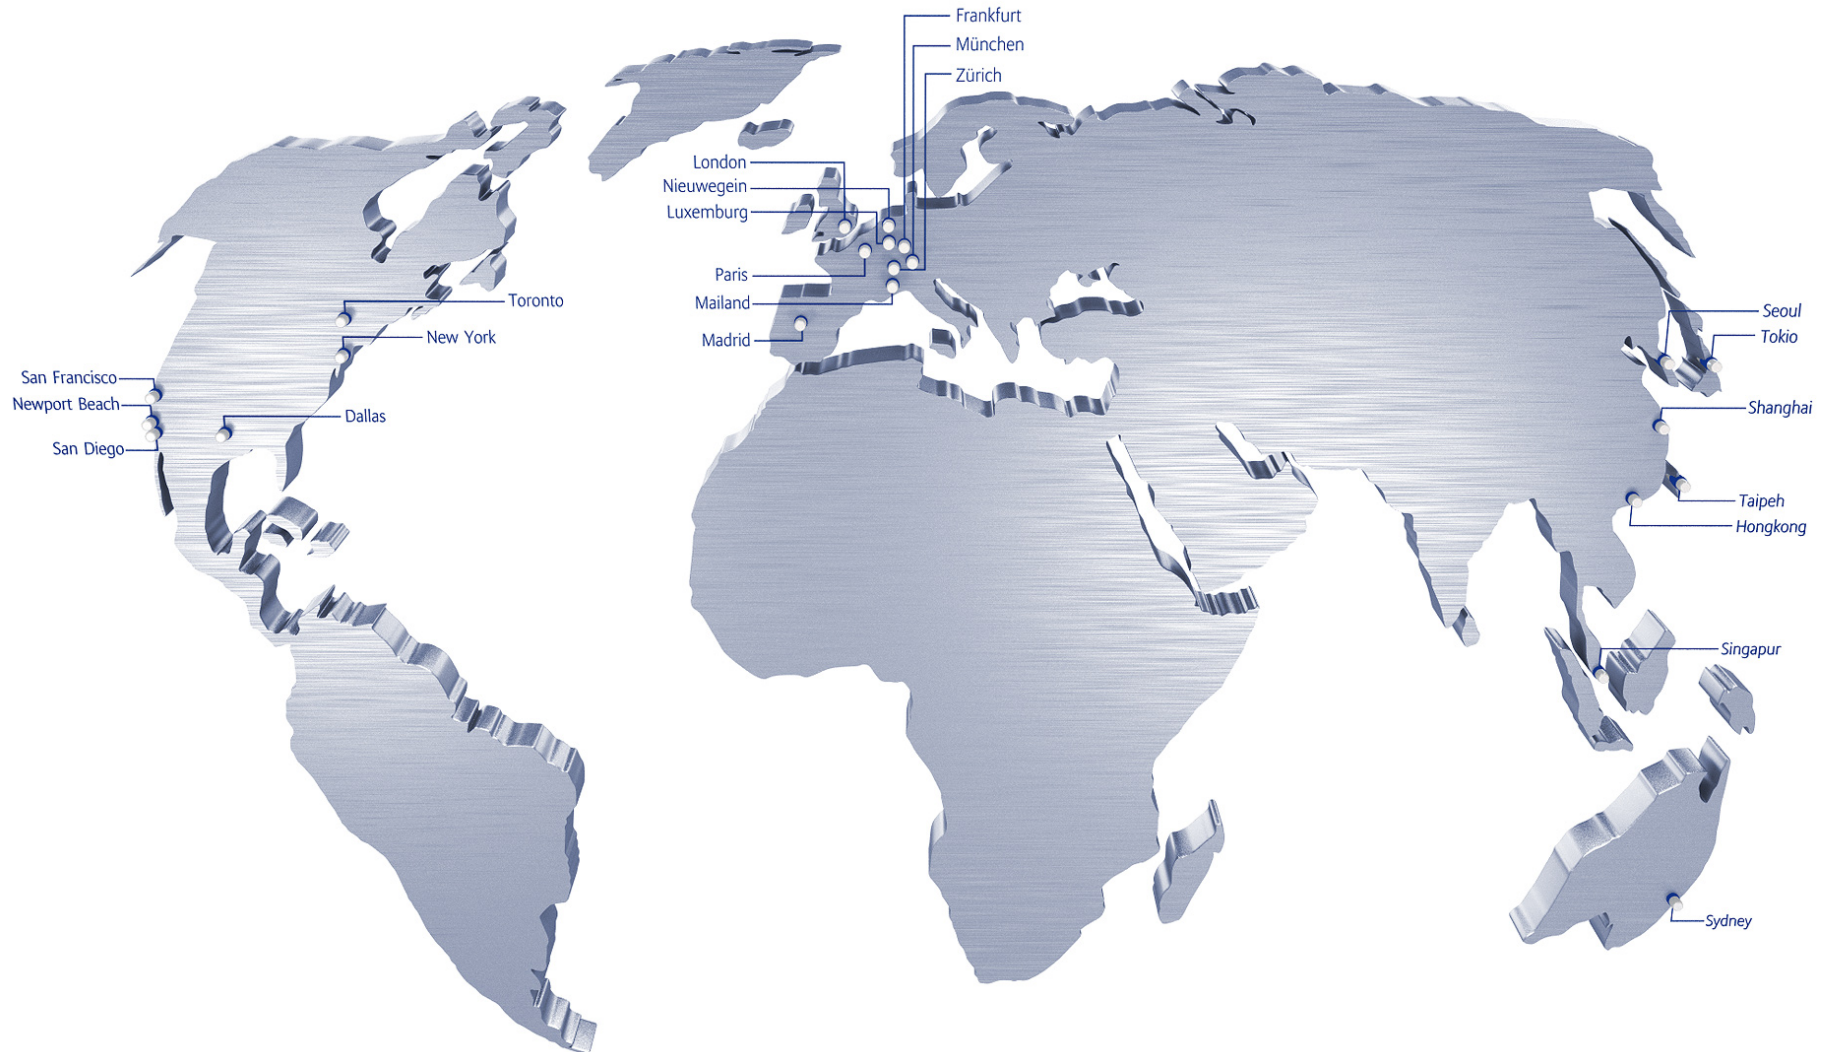 Frankfurt
München
Zürich
London
Nieuwegein
Luxemburg
Paris
Mailand
Madrid
Toronto
New York
San Francisco
Newport Beach
San Diego
Dallas
Seoul
Tokio
Shanghai
Taipeh
Hongkong
Singapur
Sydney